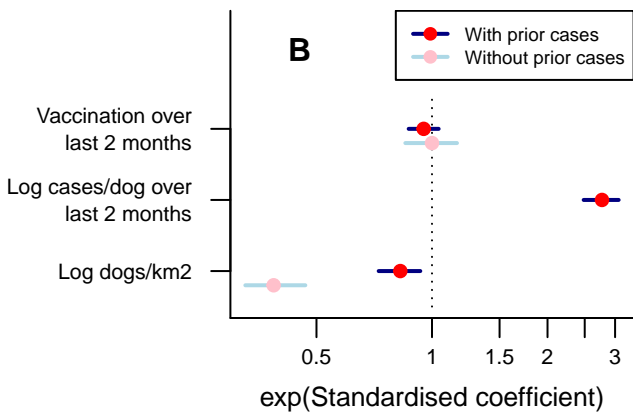 B
With prior cases
Without prior cases
Vaccination over
last 2 months
Log cases/dog over
last 2 months
Log dogs/km2
0.5 1 1.5 2 3
exp(Standardised coefficient)